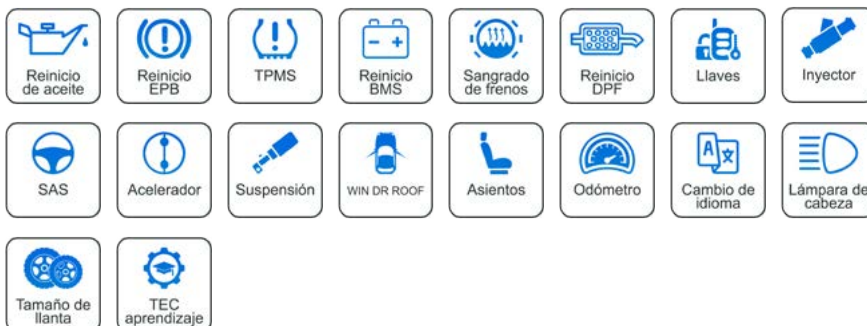 Reinicio
de aceite
Reinicio
EPB
TPMS
Reinicio
BMS
Sangrado
de frenos
Reinicio
DPF
Llaves
Inyector
SAS
Acelerador
Suspensión
WIN DR ROOF
Asientos
Odómetro
A 文
Cambio de
idioma
Lámpara de
cabeza
Tamaño de
llanta
TEC
aprendizaje